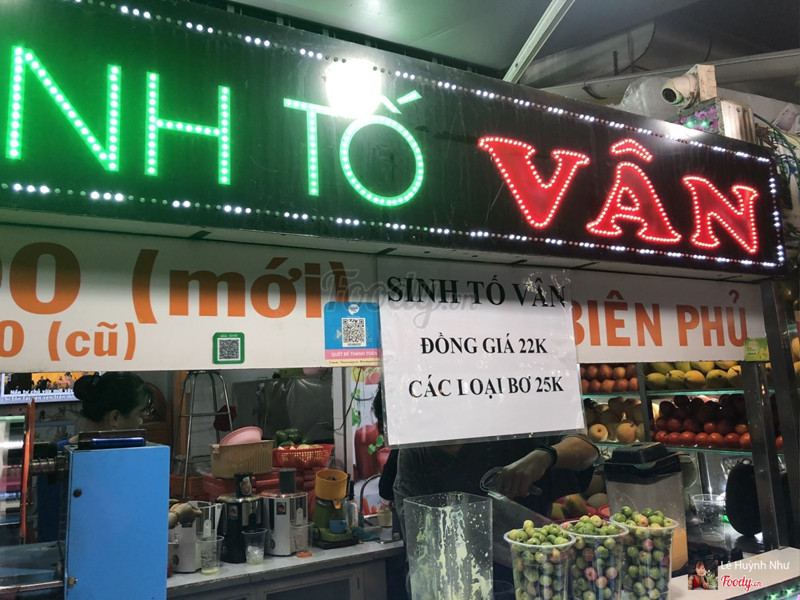 NH TỐ VÂN
0 (mới) BIÊN PHỦ
0 (cũ)
SINH TỐ VÂN
ĐỒNG GIÁ 22K
CÁC LOẠI BƠ 25K
Foody.vn
Lê Huỳnh Như
Foody.vn